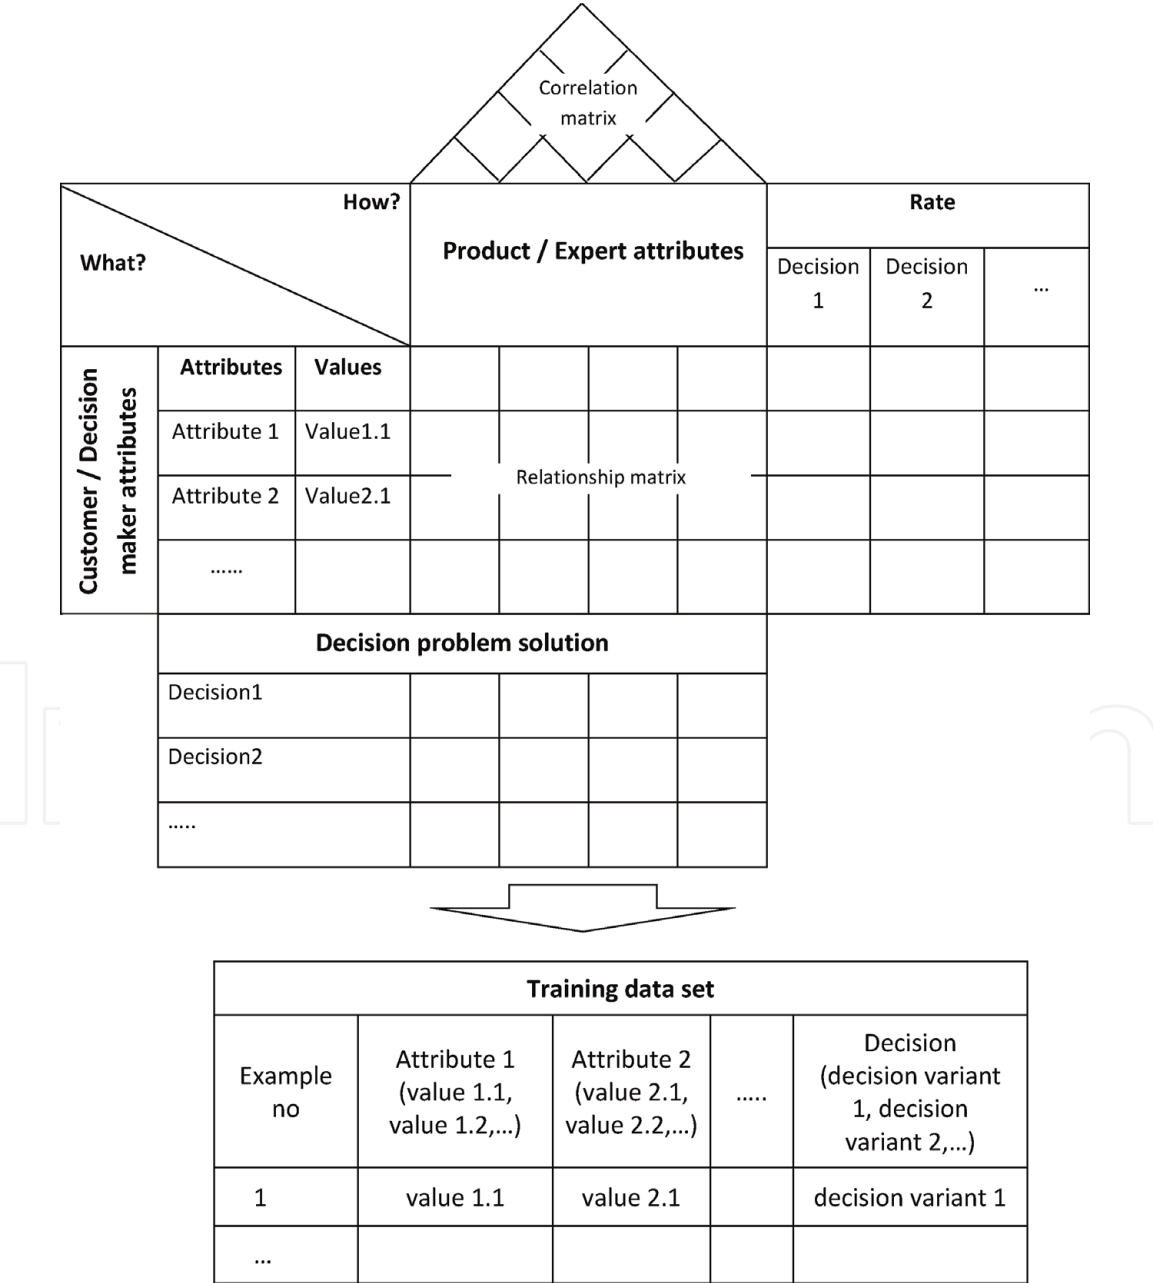 Correlation
matrix
How?
What?
Product / Expert attributes
Rate
Decision
1
Decision
2
...
Customer / Decision
maker attributes
Attributes Values
Attribute 1 Value1.1
Relationship matrix
Attribute 2 Value2.1
......
Decision problem solution
Decision1
Decision2
.....
Training data set
Example
no
Attribute 1
(value 1.1,
value 1.2,...)
Attribute 2
(value 2.1,
value 2.2,...)
.....
Decision
(decision variant
1, decision
variant 2,...)
1 value 1.1 value 2.1 decision variant 1
...